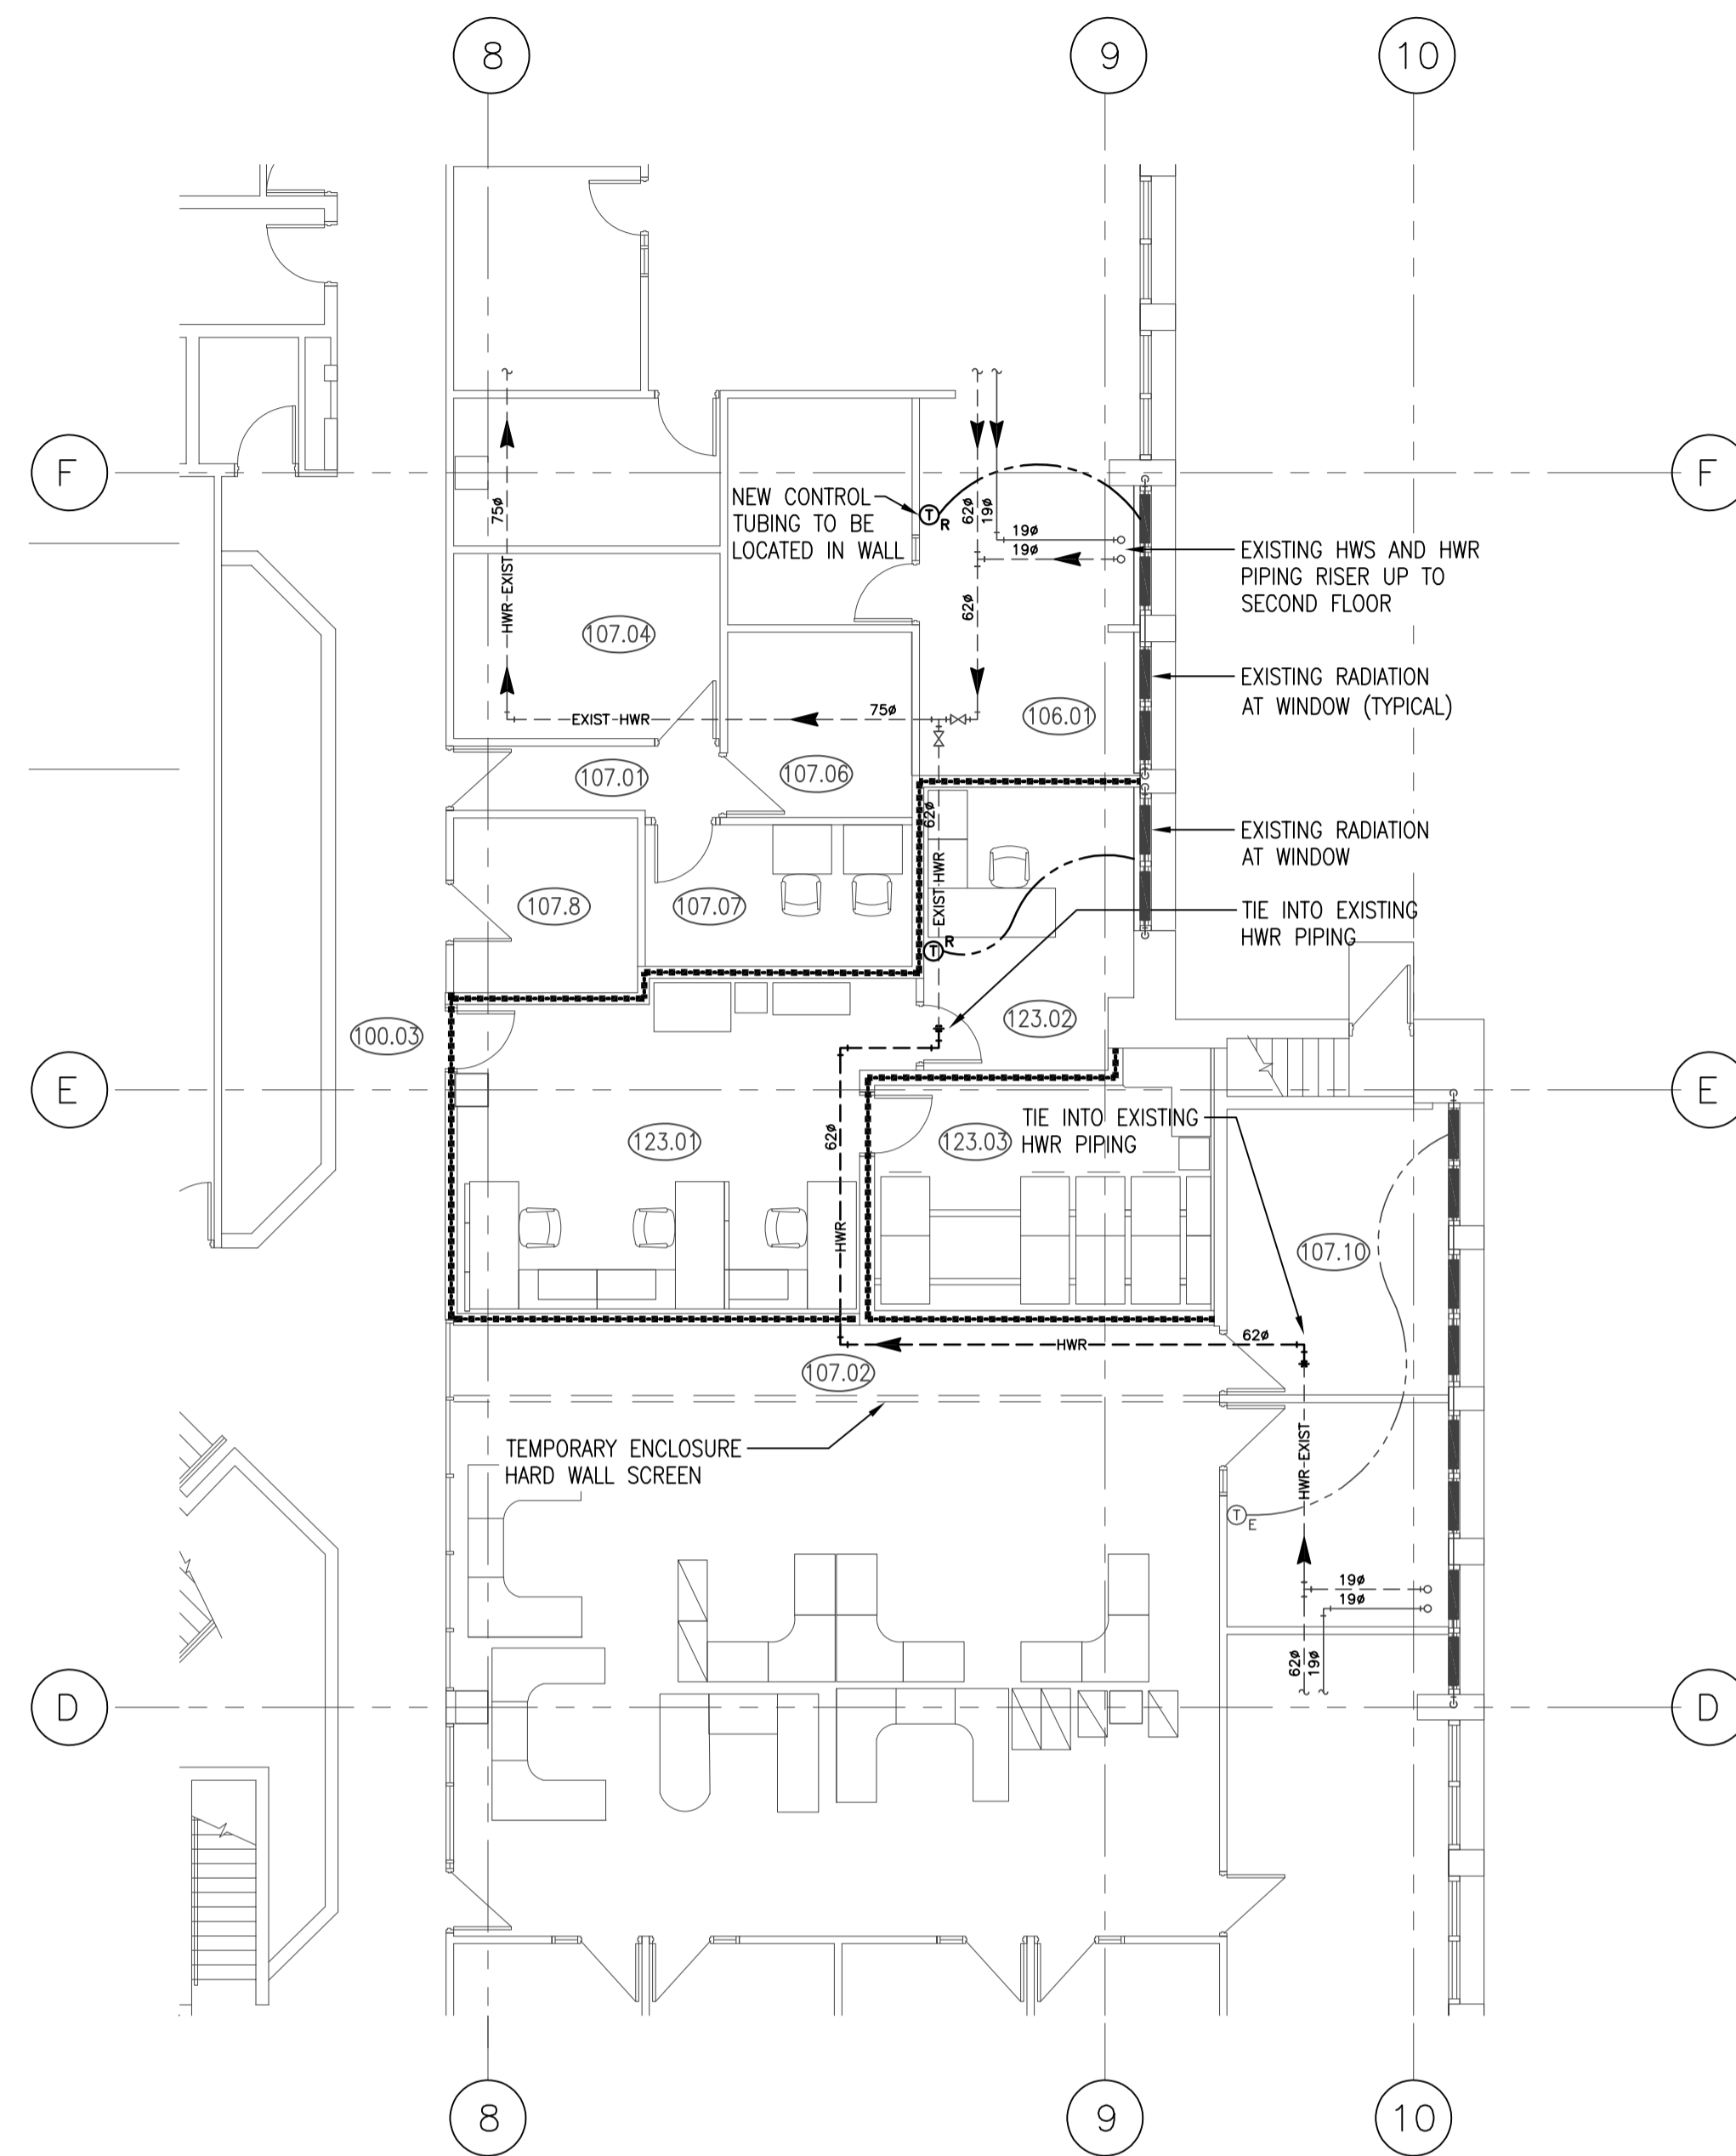 8
9
10
F
F
NEW CONTROL
TUBING TO BE
LOCATED IN WALL
T
R
75ø
HWR-EXIST
62ø
19ø
19ø
19ø
62ø
EXISTING HWS AND HWR
PIPING RISER UP TO
SECOND FLOOR
107.04
EXISTING RADIATION
AT WINDOW (TYPICAL)
EXIST-HWR
75ø
106.01
107.01
107.06
62ø
EXIST-HWR
EXISTING RADIATION
AT WINDOW
107.8
107.07
TIE INTO EXISTING
HWR PIPING
T
R
100.03
123.02
E
E
123.01
62ø
HWR
123.03
TIE INTO EXISTING
HWR PIPING
107.10
HWR
62ø
107.02
TEMPORARY ENCLOSURE
HARD WALL SCREEN
HWR-EXIST
T
E
19ø
19ø
62ø
19ø
D
D
8
9
10